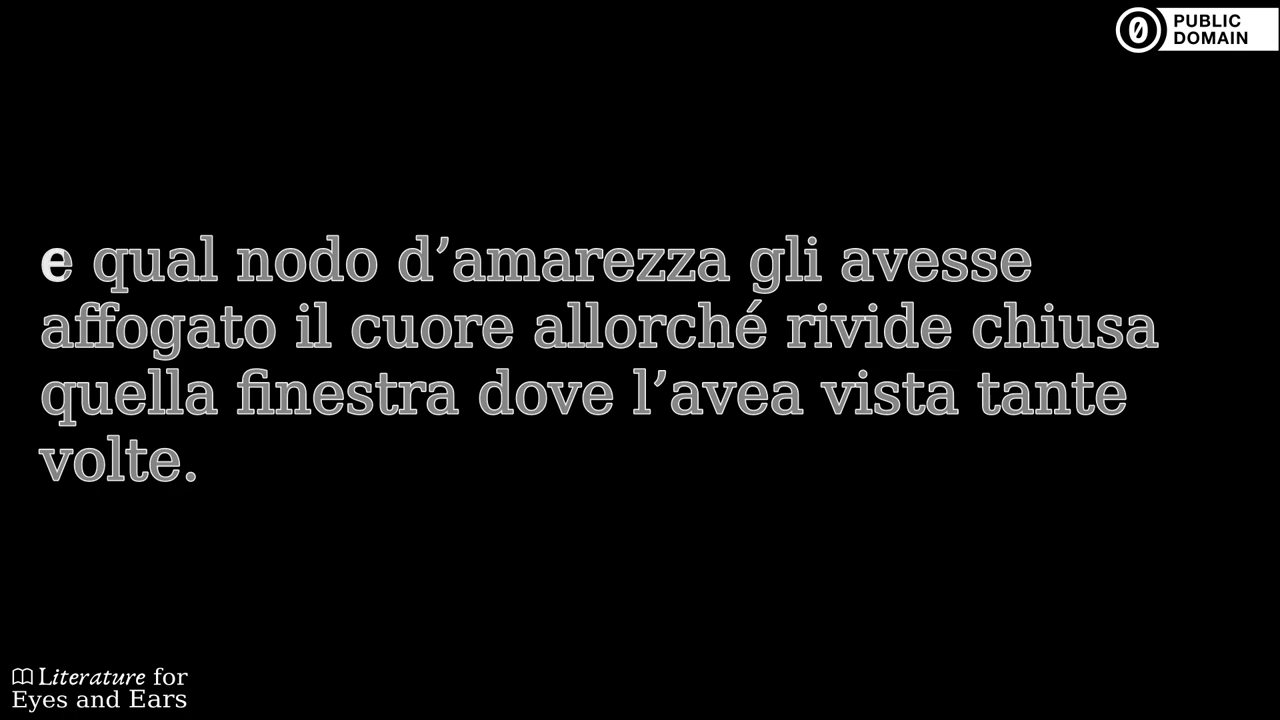 PUBLIC
DOMAIN
e qual nodo d’amarezza gli avesse
affogato il cuore allorché rivide chiusa
quella finestra dove l’avea vista tante
volte.
Literature for
Eyes and Ears